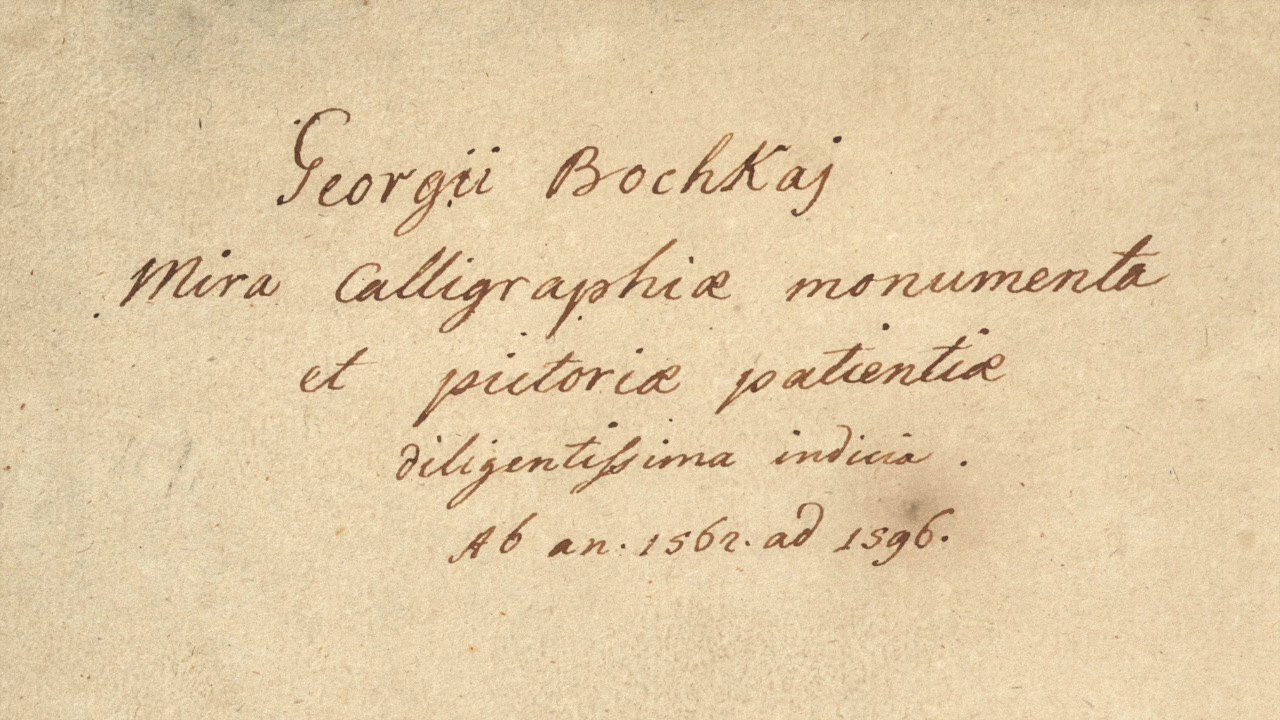 Georgii Bochkaj
Mira Calligraphiæ monumenta
et pictoriæ patientiæ
diligentiſsima indicia.
Ab an. 1562. ad 1596.